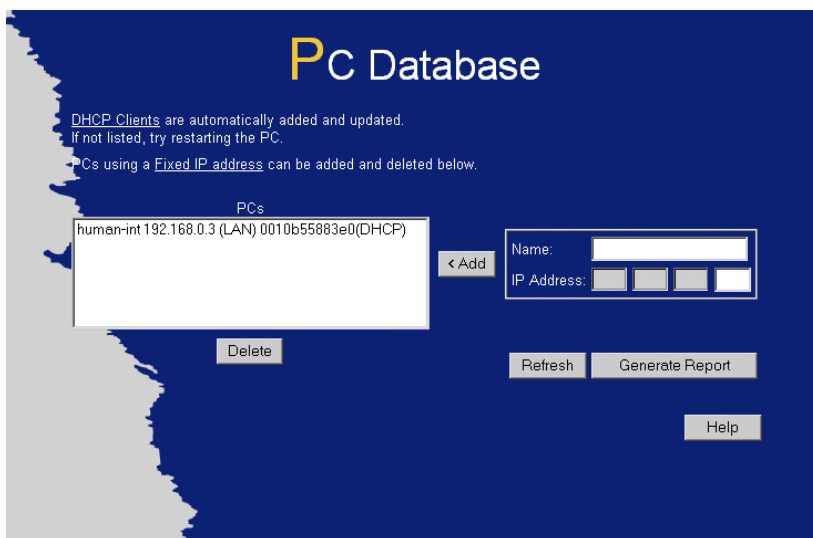 PC Database
DHCP Clients are automatically added and updated.
If not listed, try restarting the PC.
PCs using a Fixed IP address can be added and deleted below.
PCs
human-int 192.168.0.3 (LAN) 0010b55883e0(DHCP)
< Add
Name:
IP Address:
Delete
Refresh
Generate Report
Help